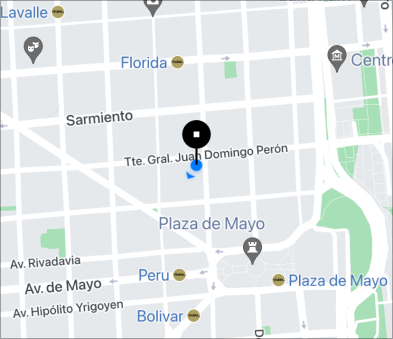 Lavalle
Florida
Centro
Sarmiento
Tte. Gral. Juan Domingo Perón
Plaza de Mayo
Av. Rivadavia
Peru
Plaza de Mayo
Av. de Mayo
Av. Hipólito Yrigoyen
Bolivar
D